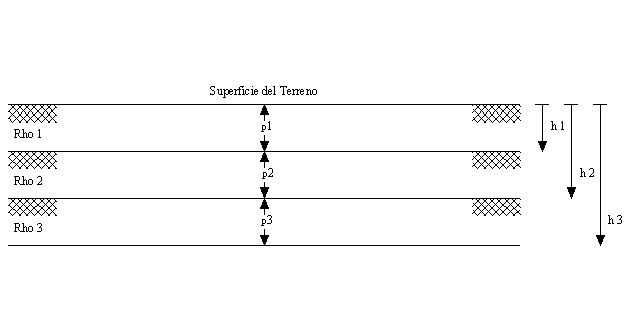 Superficie del Terreno
Rho 1
p1
h 1
Rho 2
p2
h 2
Rho 3
p3
h 3